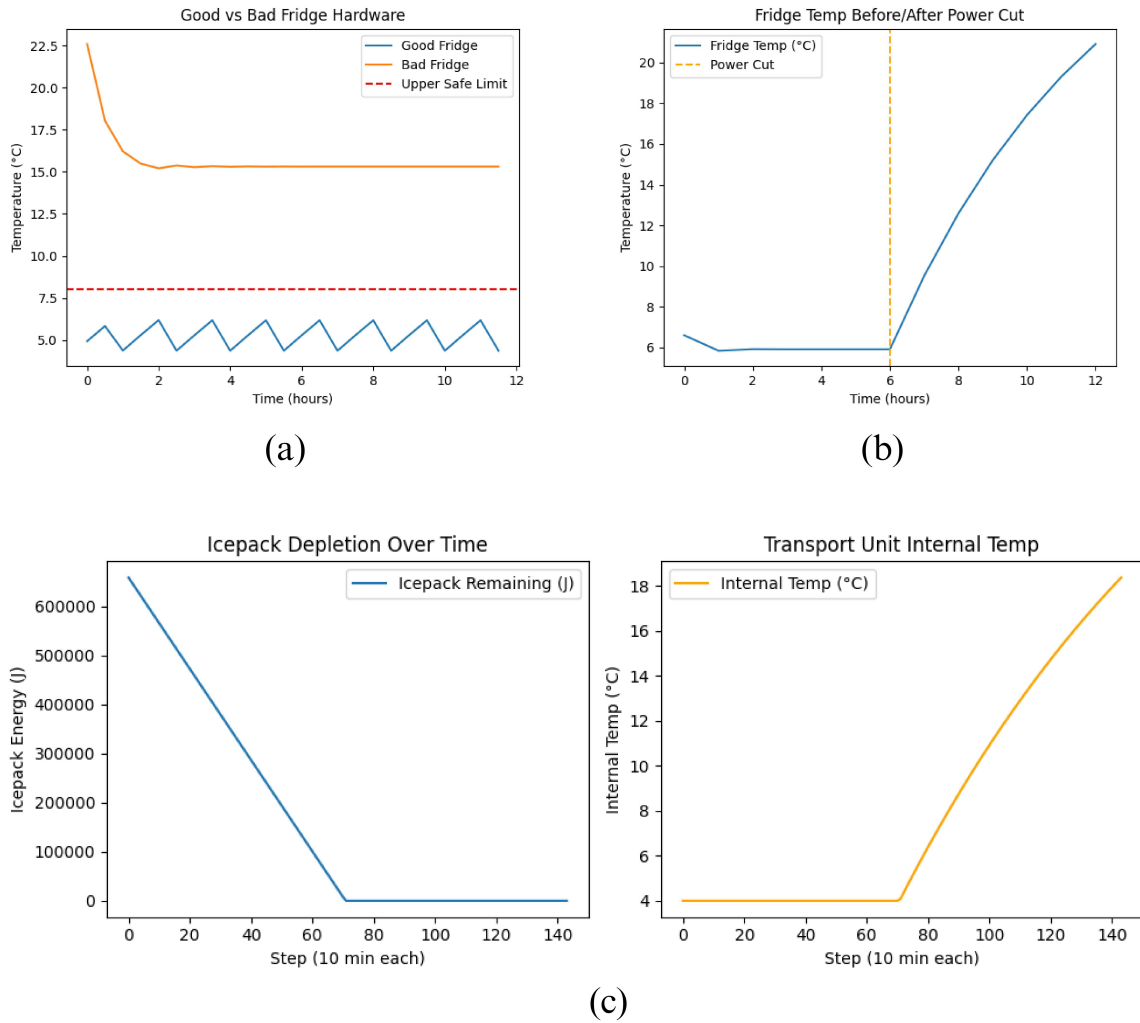 Good vs Bad Fridge Hardware
22.5
20.0
17.5
15.0
12.5
10.0
7.5
5.0
Temperature (°C)
Good Fridge
Bad Fridge
Upper Safe Limit
0 2 4 6 8 10 12
Time (hours)
(a)
Fridge Temp Before/After Power Cut
20
18
16
14
12
10
8
6
Temperature (°C)
Fridge Temp (°C)
Power Cut
0 2 4 6 8 10 12
Time (hours)
(b)
Icepack Depletion Over Time
600000
500000
400000
300000
200000
100000
0
Icepack Energy (J)
Icepack Remaining (J)
0 20 40 60 80 100 120 140
Step (10 min each)
Transport Unit Internal Temp
18
16
14
12
10
8
6
4
Internal Temp (°C)
Internal Temp (°C)
0 20 40 60 80 100 120 140
Step (10 min each)
(c)